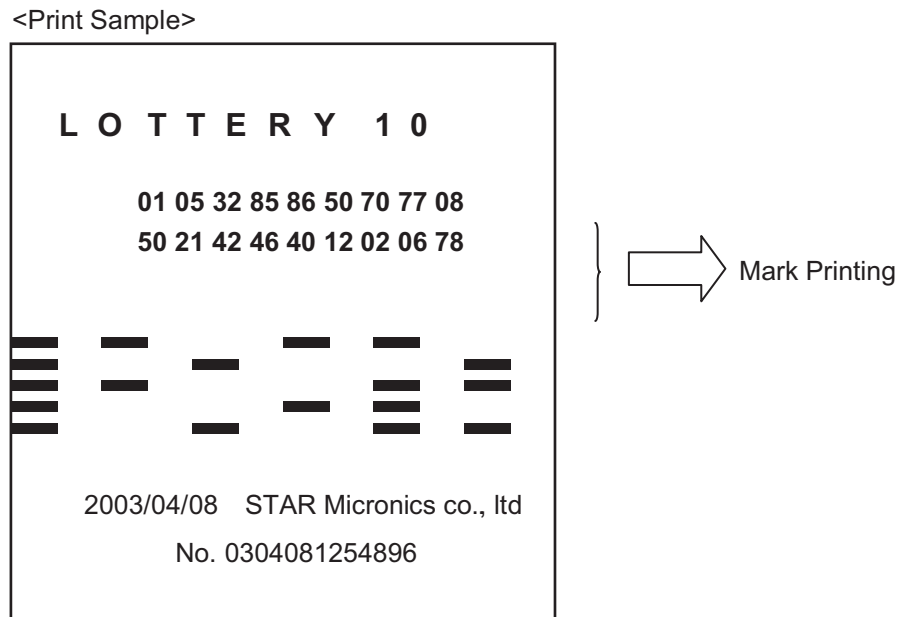 <Print Sample>
L O T T E R Y 1 0
01 05 32 85 86 50 70 77 08
50 21 42 46 40 12 02 06 78
Mark Printing
2003/04/08 STAR Micronics co., ltd
No. 0304081254896